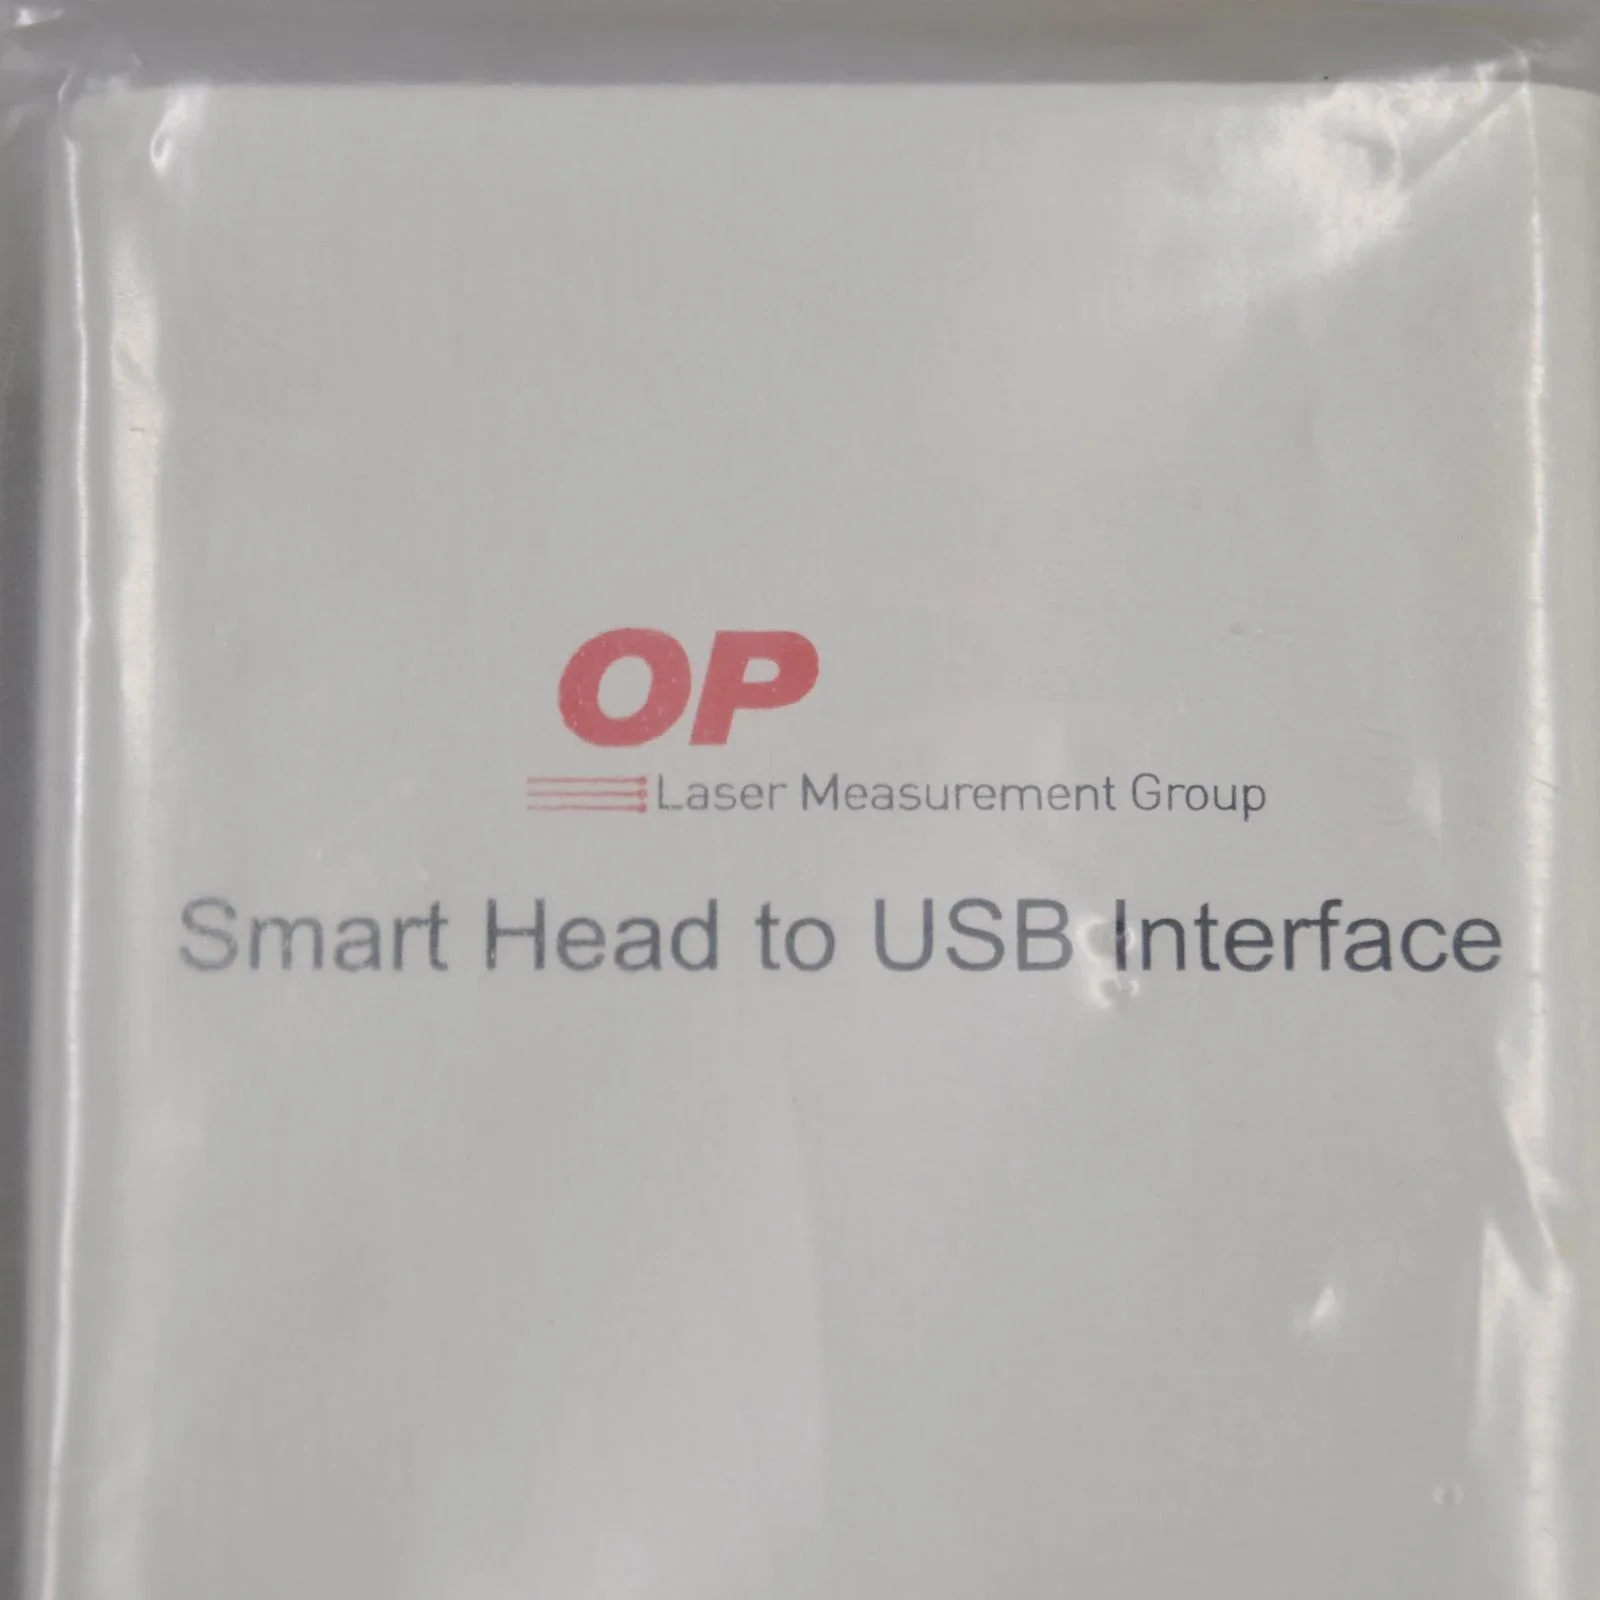 OP
Laser Measurement Group
Smart Head to USB Interface